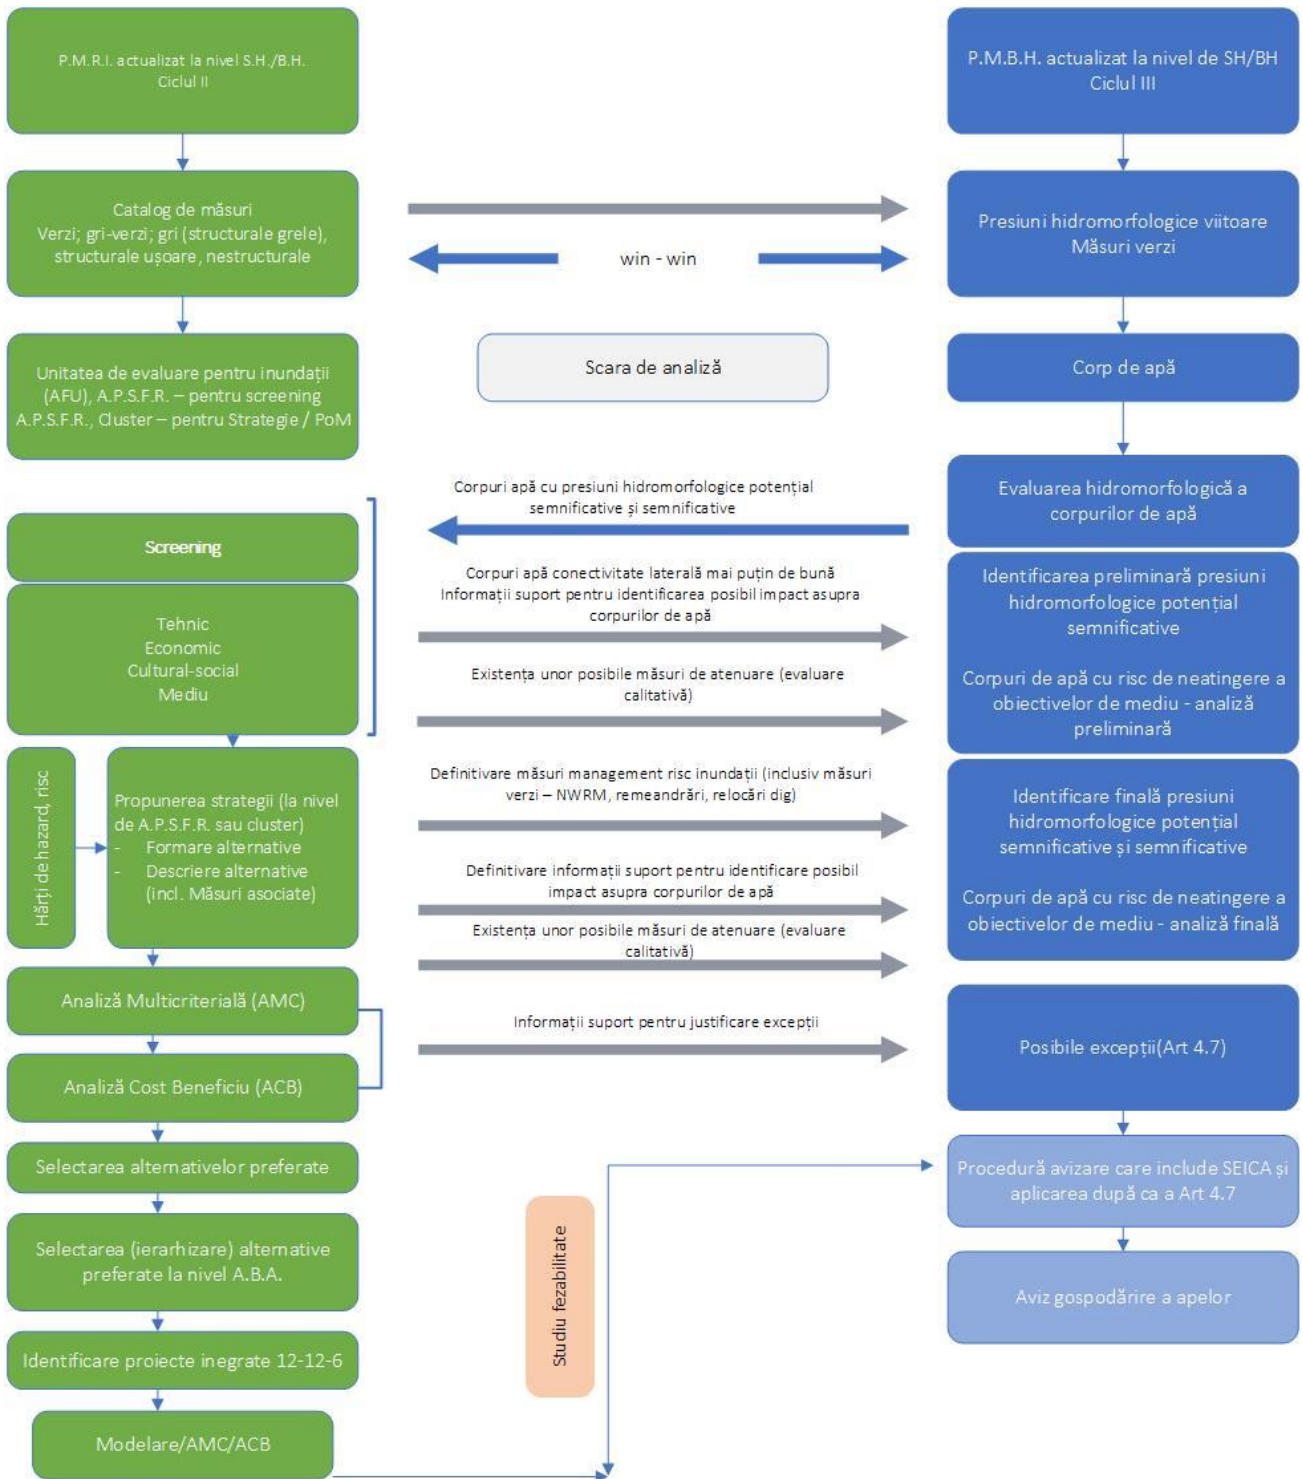 P.M.R.I. actualizat la nivel S.H./B.H.
Ciclul II
P.M.B.H. actualizat la nivel de SH/BH
Ciclul III
Catalog de măsuri
Verzi; gri-verzi; gri (structurale grele),
structurale ușoare, nestructurale
win - win
Presiuni hidromorfologice viitoare
Măsuri verzi
Unitatea de evaluare pentru inundații
(AFU), A.P.S.F.R. – pentru screening
A.P.S.F.R., Cluster – pentru Strategie / PoM
Scara de analiză
Corp de apă
Corpuri apă cu presiuni hidromorfologice potențial
semnificative și semnificative
Evaluarea hidromorfologică a
corpurilor de apă
Screening
Tehnic
Economic
Cultural-social
Mediu
Corpuri apă conectivitate laterală mai puțin de bună
Informații suport pentru identificarea posibil impact asupra
corpurilor de apă
Existența unor posibile măsuri de atenuare (evaluare
calitativă)
Identificarea preliminară presiuni
hidromorfologice potențial
semnificative
Corpuri de apă cu risc de neatingere a
obiectivelor de mediu - analiză
preliminară
Hărți de hazard, risc
Propunerea strategii (la nivel
de A.P.S.F.R. sau cluster)
- Formare alternative
- Descriere alternative
(incl. Măsuri asociate)
Definitivare măsuri management risc inundații (inclusiv măsuri
verzi – NWRM, remeandrări, relocări dig)
Definitivare informații suport pentru identificare posibil
impact asupra corpurilor de apă
Existența unor posibile măsuri de atenuare (evaluare
calitativă)
Identificare finală presiuni
hidromorfologice potențial
semnificative și semnificative
Corpuri de apă cu risc de neatingere a
obiectivelor de mediu - analiză finală
Analiză Multicriterială (AMC)
Analiză Cost Beneficiu (ACB)
Informații suport pentru justificare excepții
Posibile excepții(Art 4.7)
Selectarea alternativelor preferate
Selectarea (ierarhizare) alternative
preferate la nivel A.B.A.
Identificare proiecte inegrate 12-12-6
Modelare/AMC/ACB
Studiu fezabilitate
Procedură avizare care include SEICA și
aplicarea după ca a Art 4.7
Aviz gospodărire a apelor